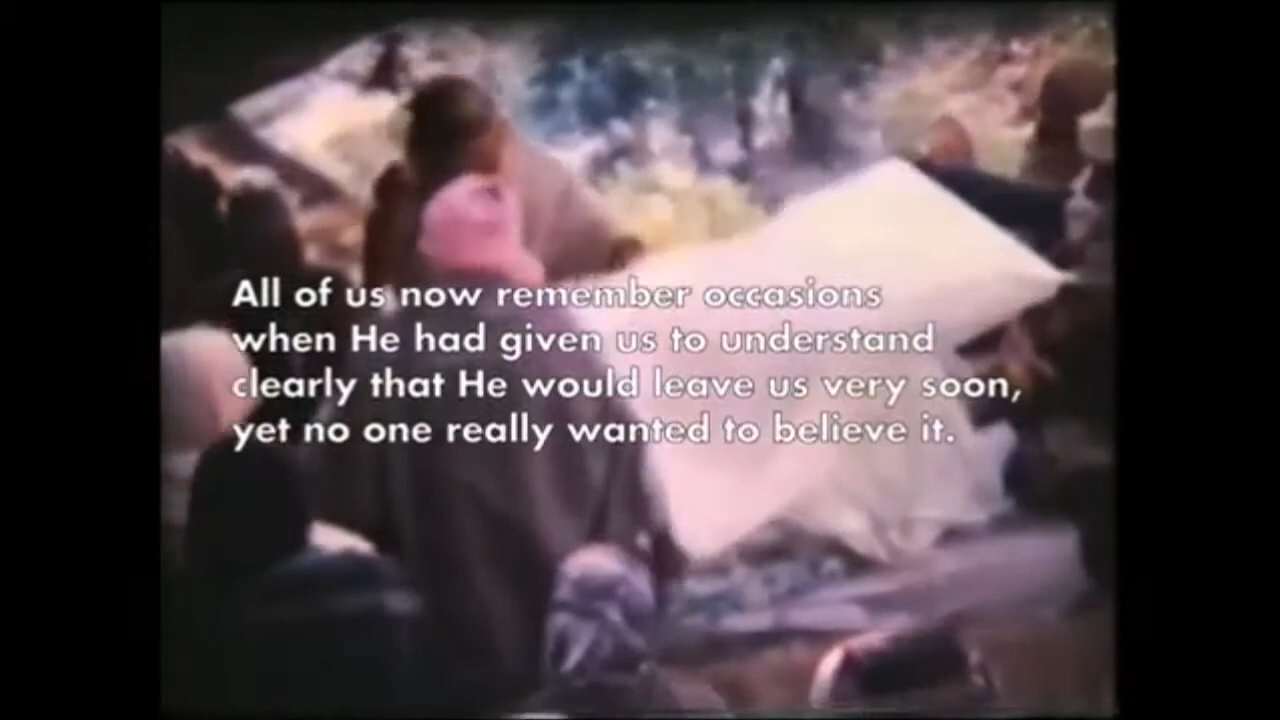 All of us now remember occasions
when He had given us to understand
clearly that He would leave us very soon,
yet no one really wanted to believe it.